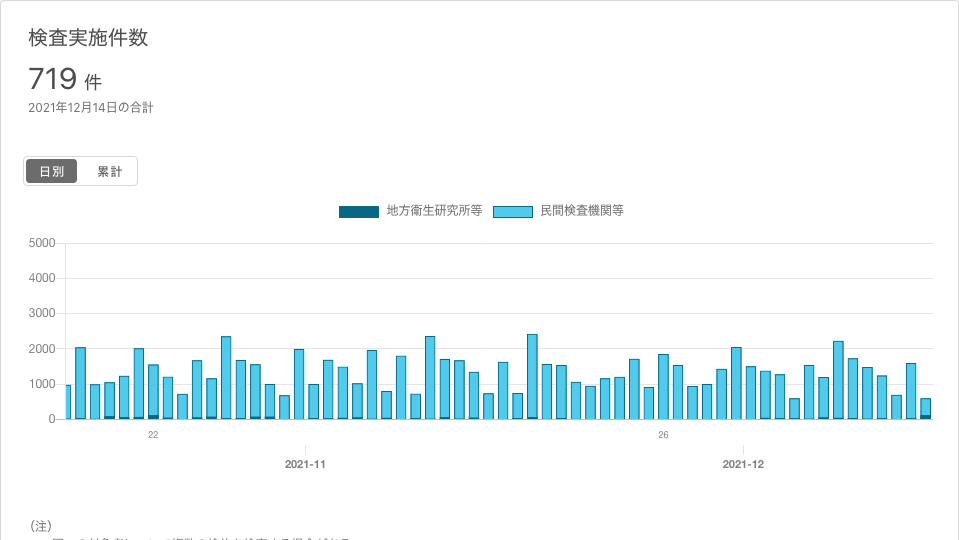 検査実施件数
719 件
2021年12月14日の合計
日別 累計
地方衛生研究所等 民間検査機関等
5000
4000
3000
2000
1000
0
22 26
2021-11 2021-12
（注）